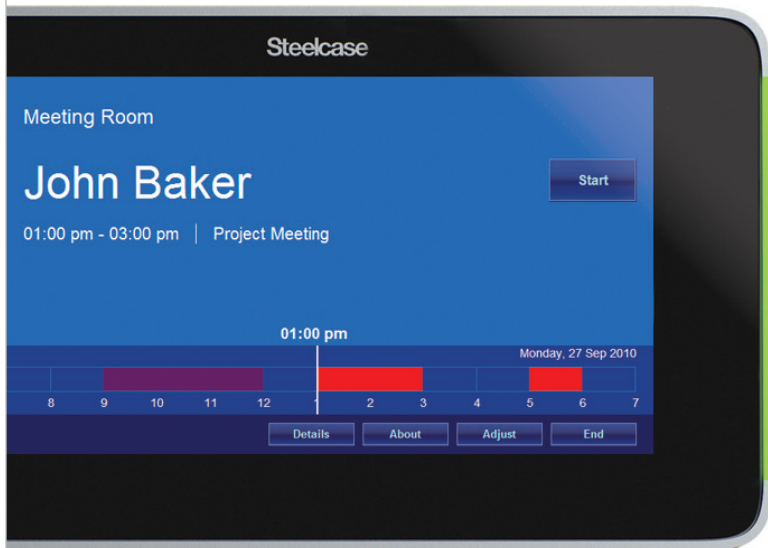 Steelcase
Meeting Room
John Baker
Start
01:00 pm - 03:00 pm | Project Meeting
01:00 pm
Monday, 27 Sep 2010
8 9 10 11 12 1 2 3 4 5 6 7
Details About Adjust End